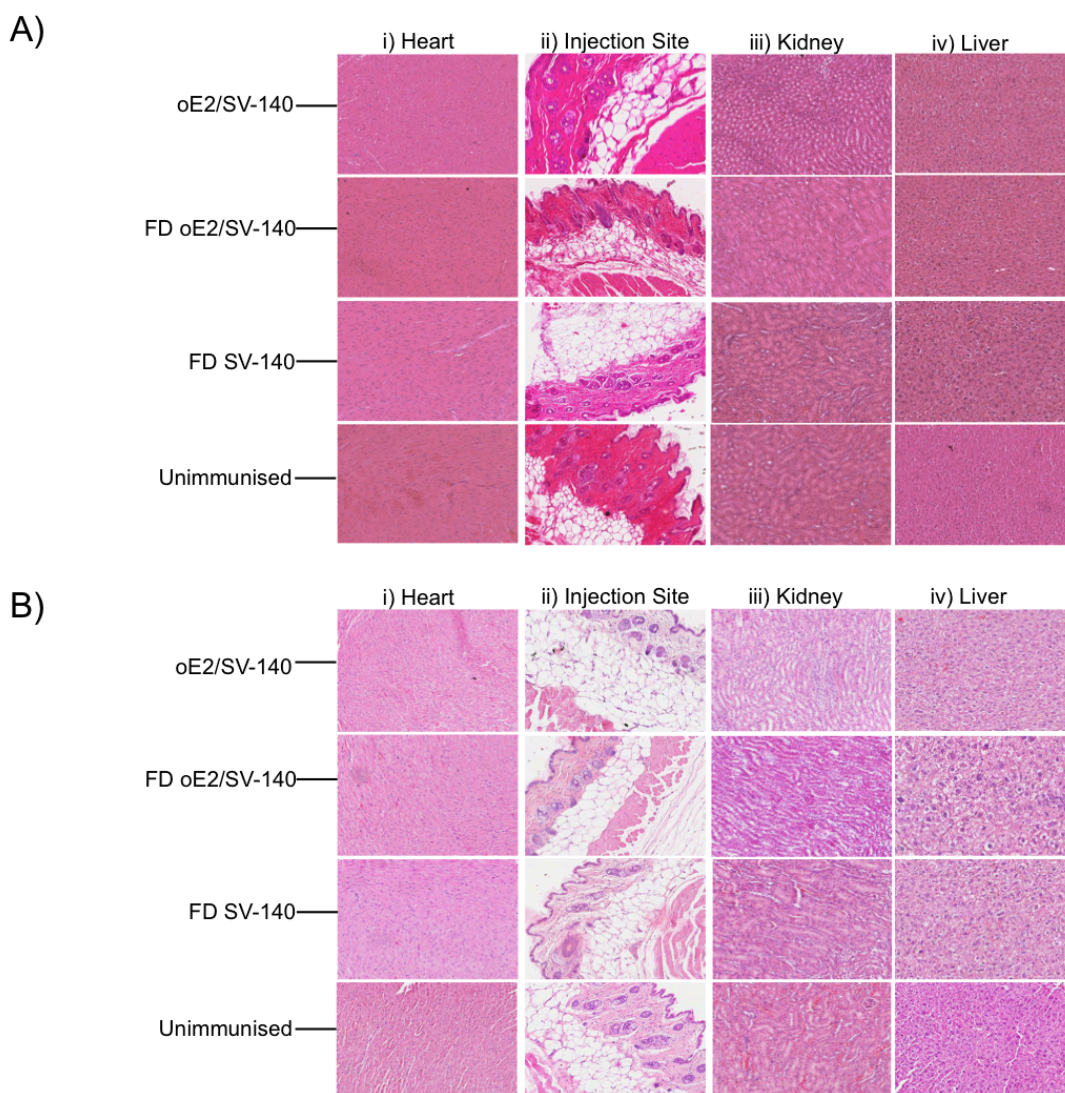 A)
i) Heart
ii) Injection Site
iii) Kidney
iv) Liver
oE2/SV-140
FD oE2/SV-140
FD SV-140
Unimmunised
B)
i) Heart
ii) Injection Site
iii) Kidney
iv) Liver
oE2/SV-140
FD oE2/SV-140
FD SV-140
Unimmunised